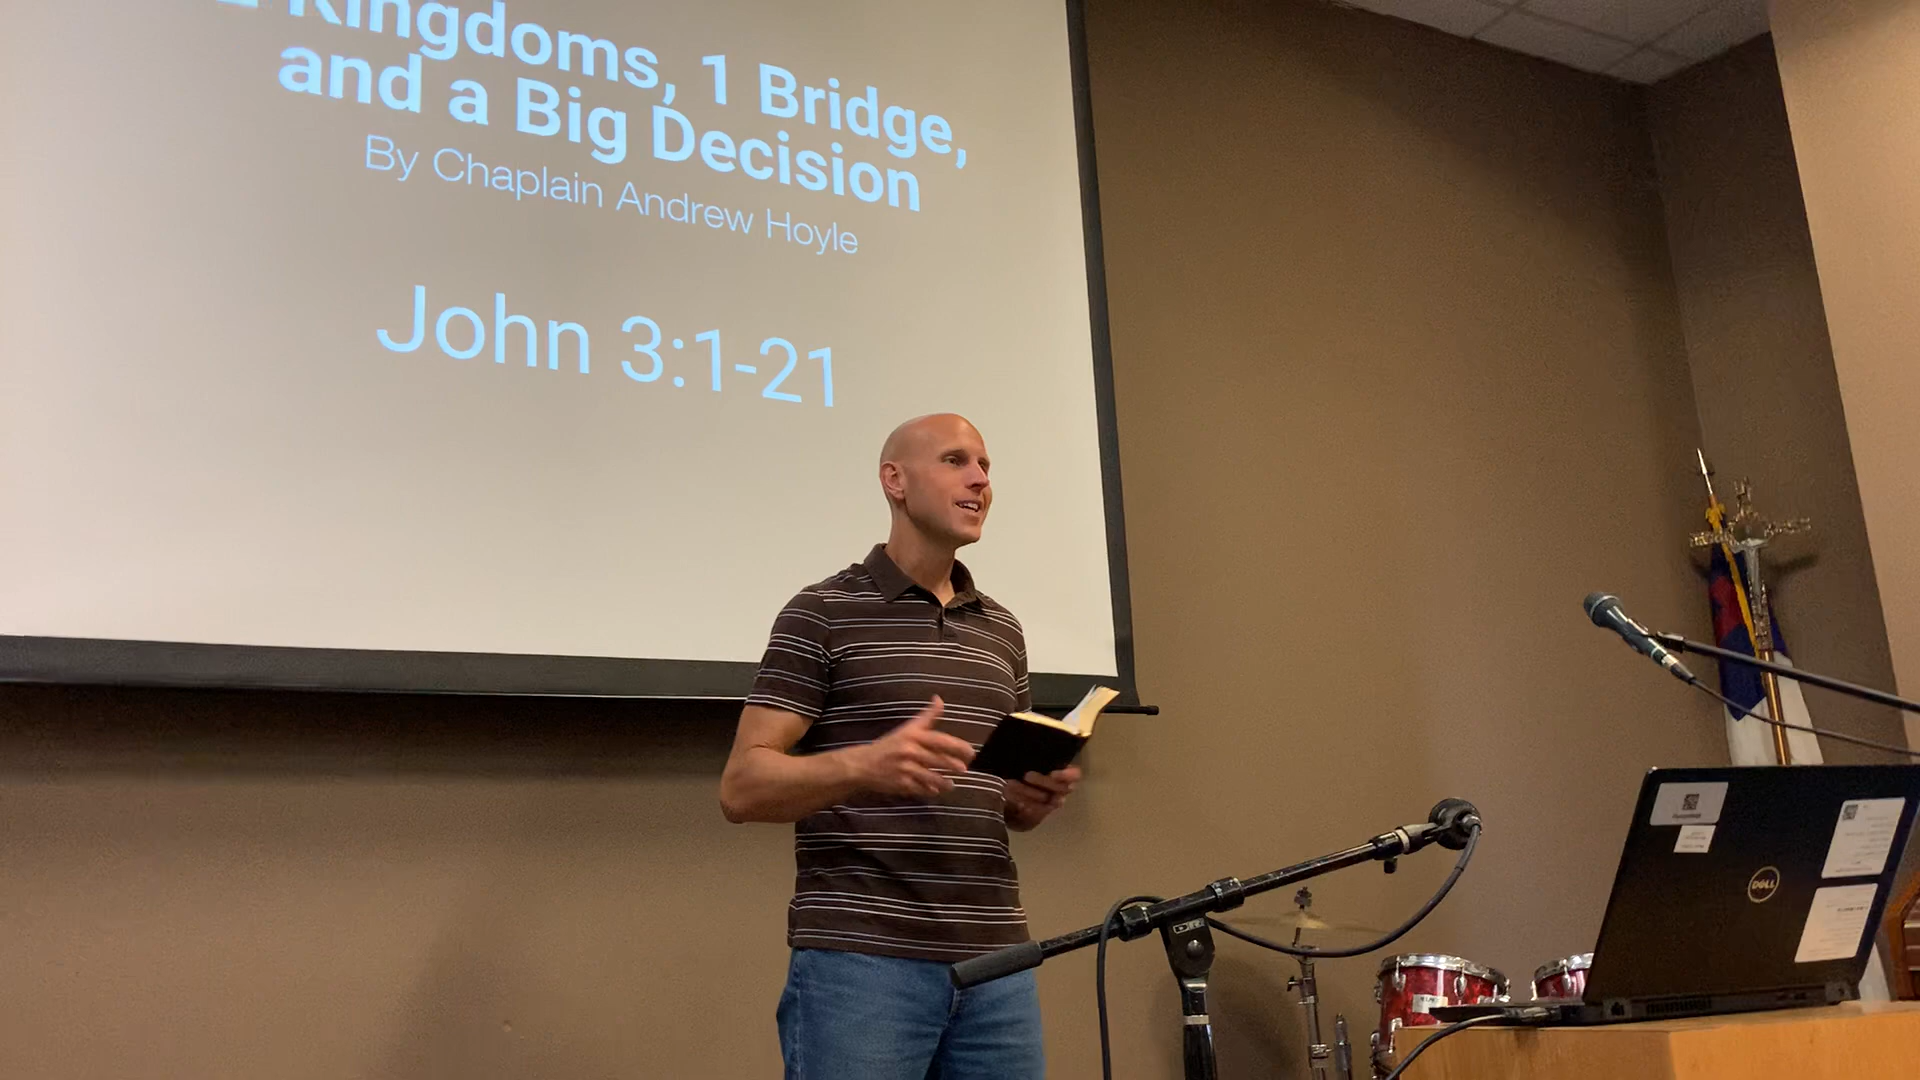 Kingdoms, 1 Bridge,
and a Big Decision
By Chaplain Andrew Hoyle
John 3:1-21
DELL